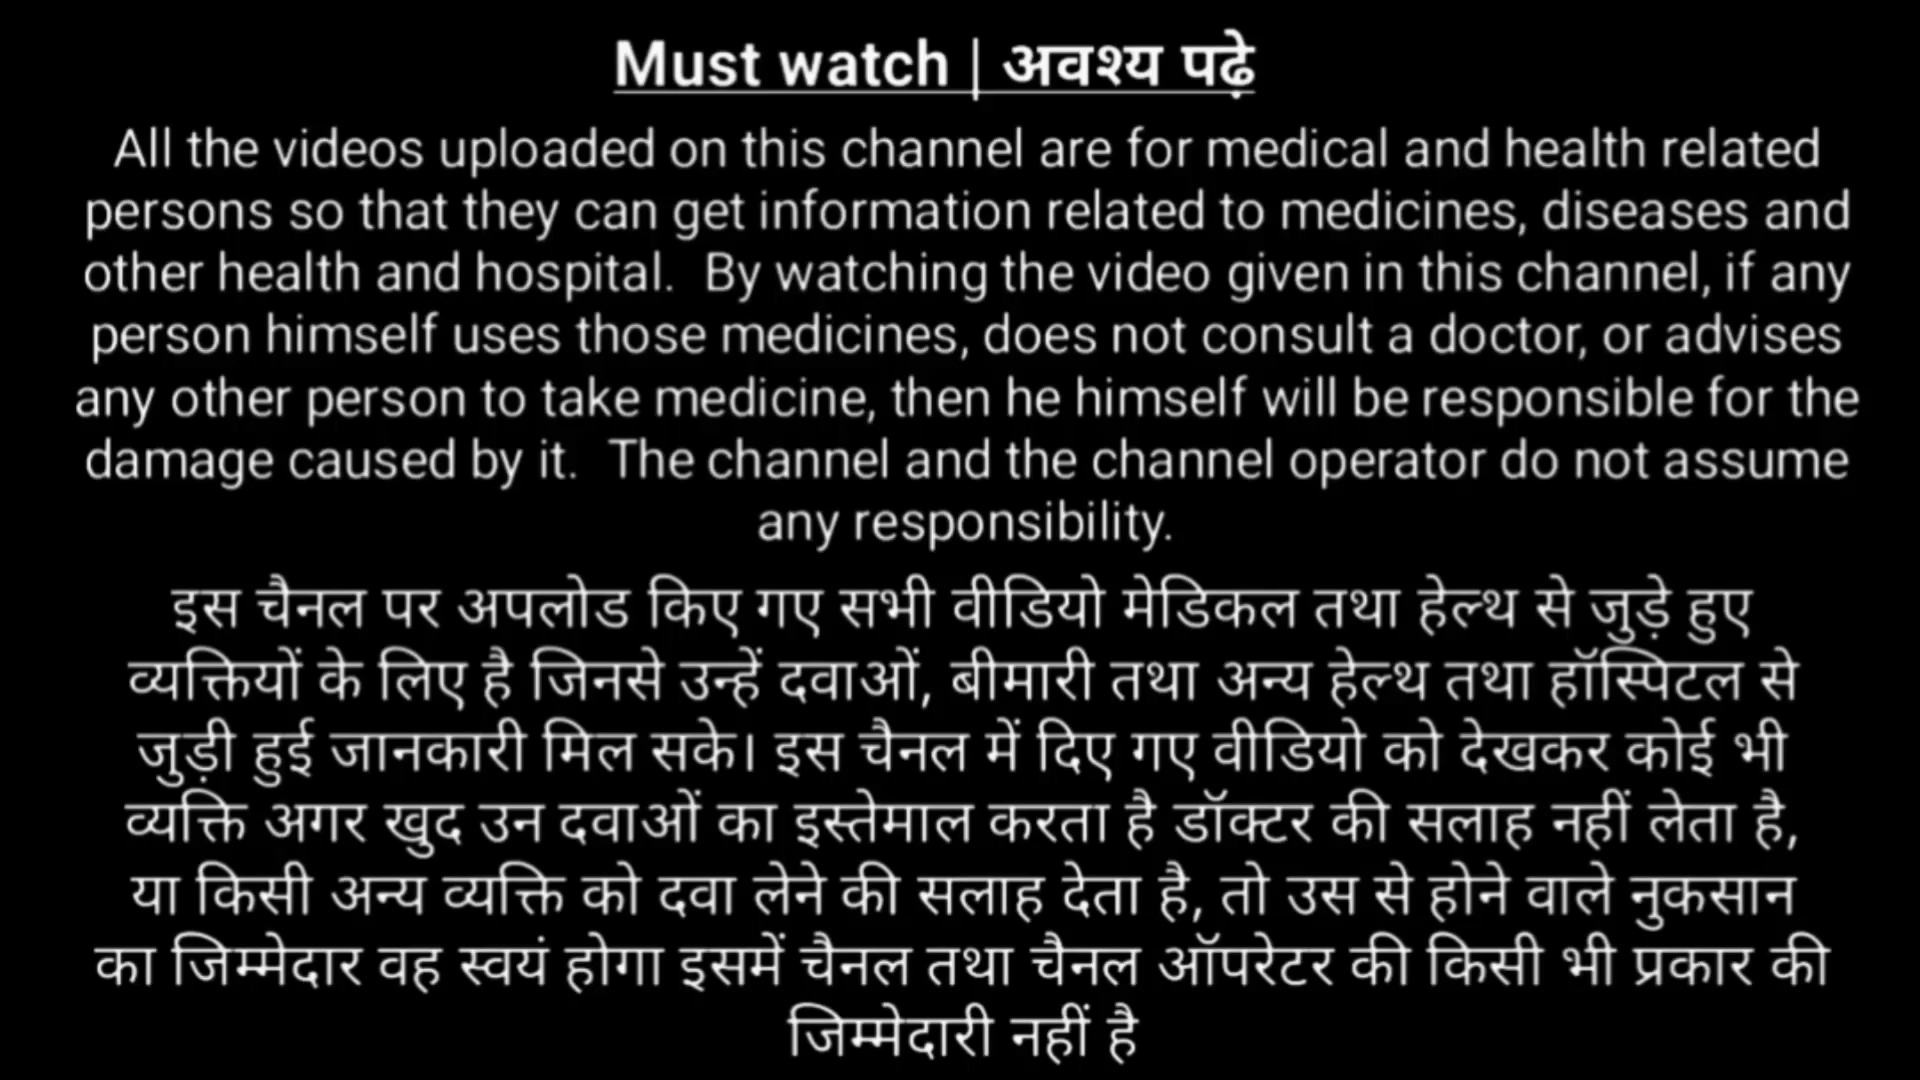 Must watch | अवश्य पढ़े
All the videos uploaded on this channel are for medical and health related
persons so that they can get information related to medicines, diseases and
other health and hospital. By watching the video given in this channel, if any
person himself uses those medicines, does not consult a doctor, or advises
any other person to take medicine, then he himself will be responsible for the
damage caused by it. The channel and the channel operator do not assume
any responsibility.
इस चैनल पर अपलोड किए गए सभी वीडियो मेडिकल तथा हेल्थ से जुड़े हुए
व्यक्तियों के लिए है जिनसे उन्हें दवाओं, बीमारी तथा अन्य हेल्थ तथा हॉस्पिटल से
जुड़ी हुई जानकारी मिल सके। इस चैनल में दिए गए वीडियो को देखकर कोई भी
व्यक्ति अगर खुद उन दवाओं का इस्तेमाल करता है डॉक्टर की सलाह नहीं लेता है,
या किसी अन्य व्यक्ति को दवा लेने की सलाह देता है, तो उस से होने वाले नुकसान
का जिम्मेदार वह स्वयं होगा इसमें चैनल तथा चैनल ऑपरेटर की किसी भी प्रकार की
जिम्मेदारी नहीं है